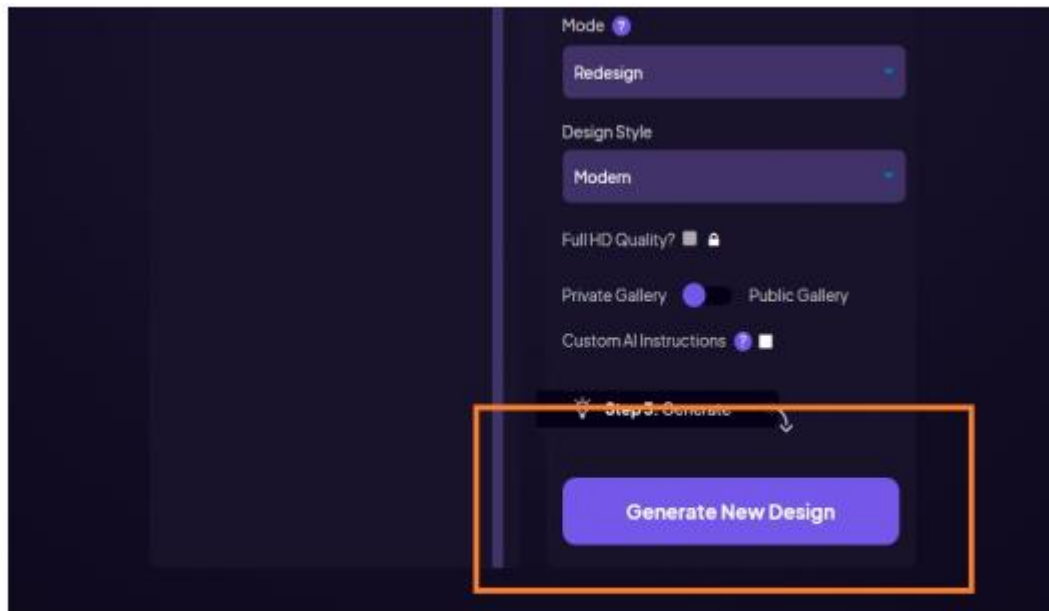 Mode ?
Redesign
Design Style
Modern
Full HD Quality?
Private Gallery Public Gallery
Custom AI Instructions ?
Step 3: Generate
Generate New Design